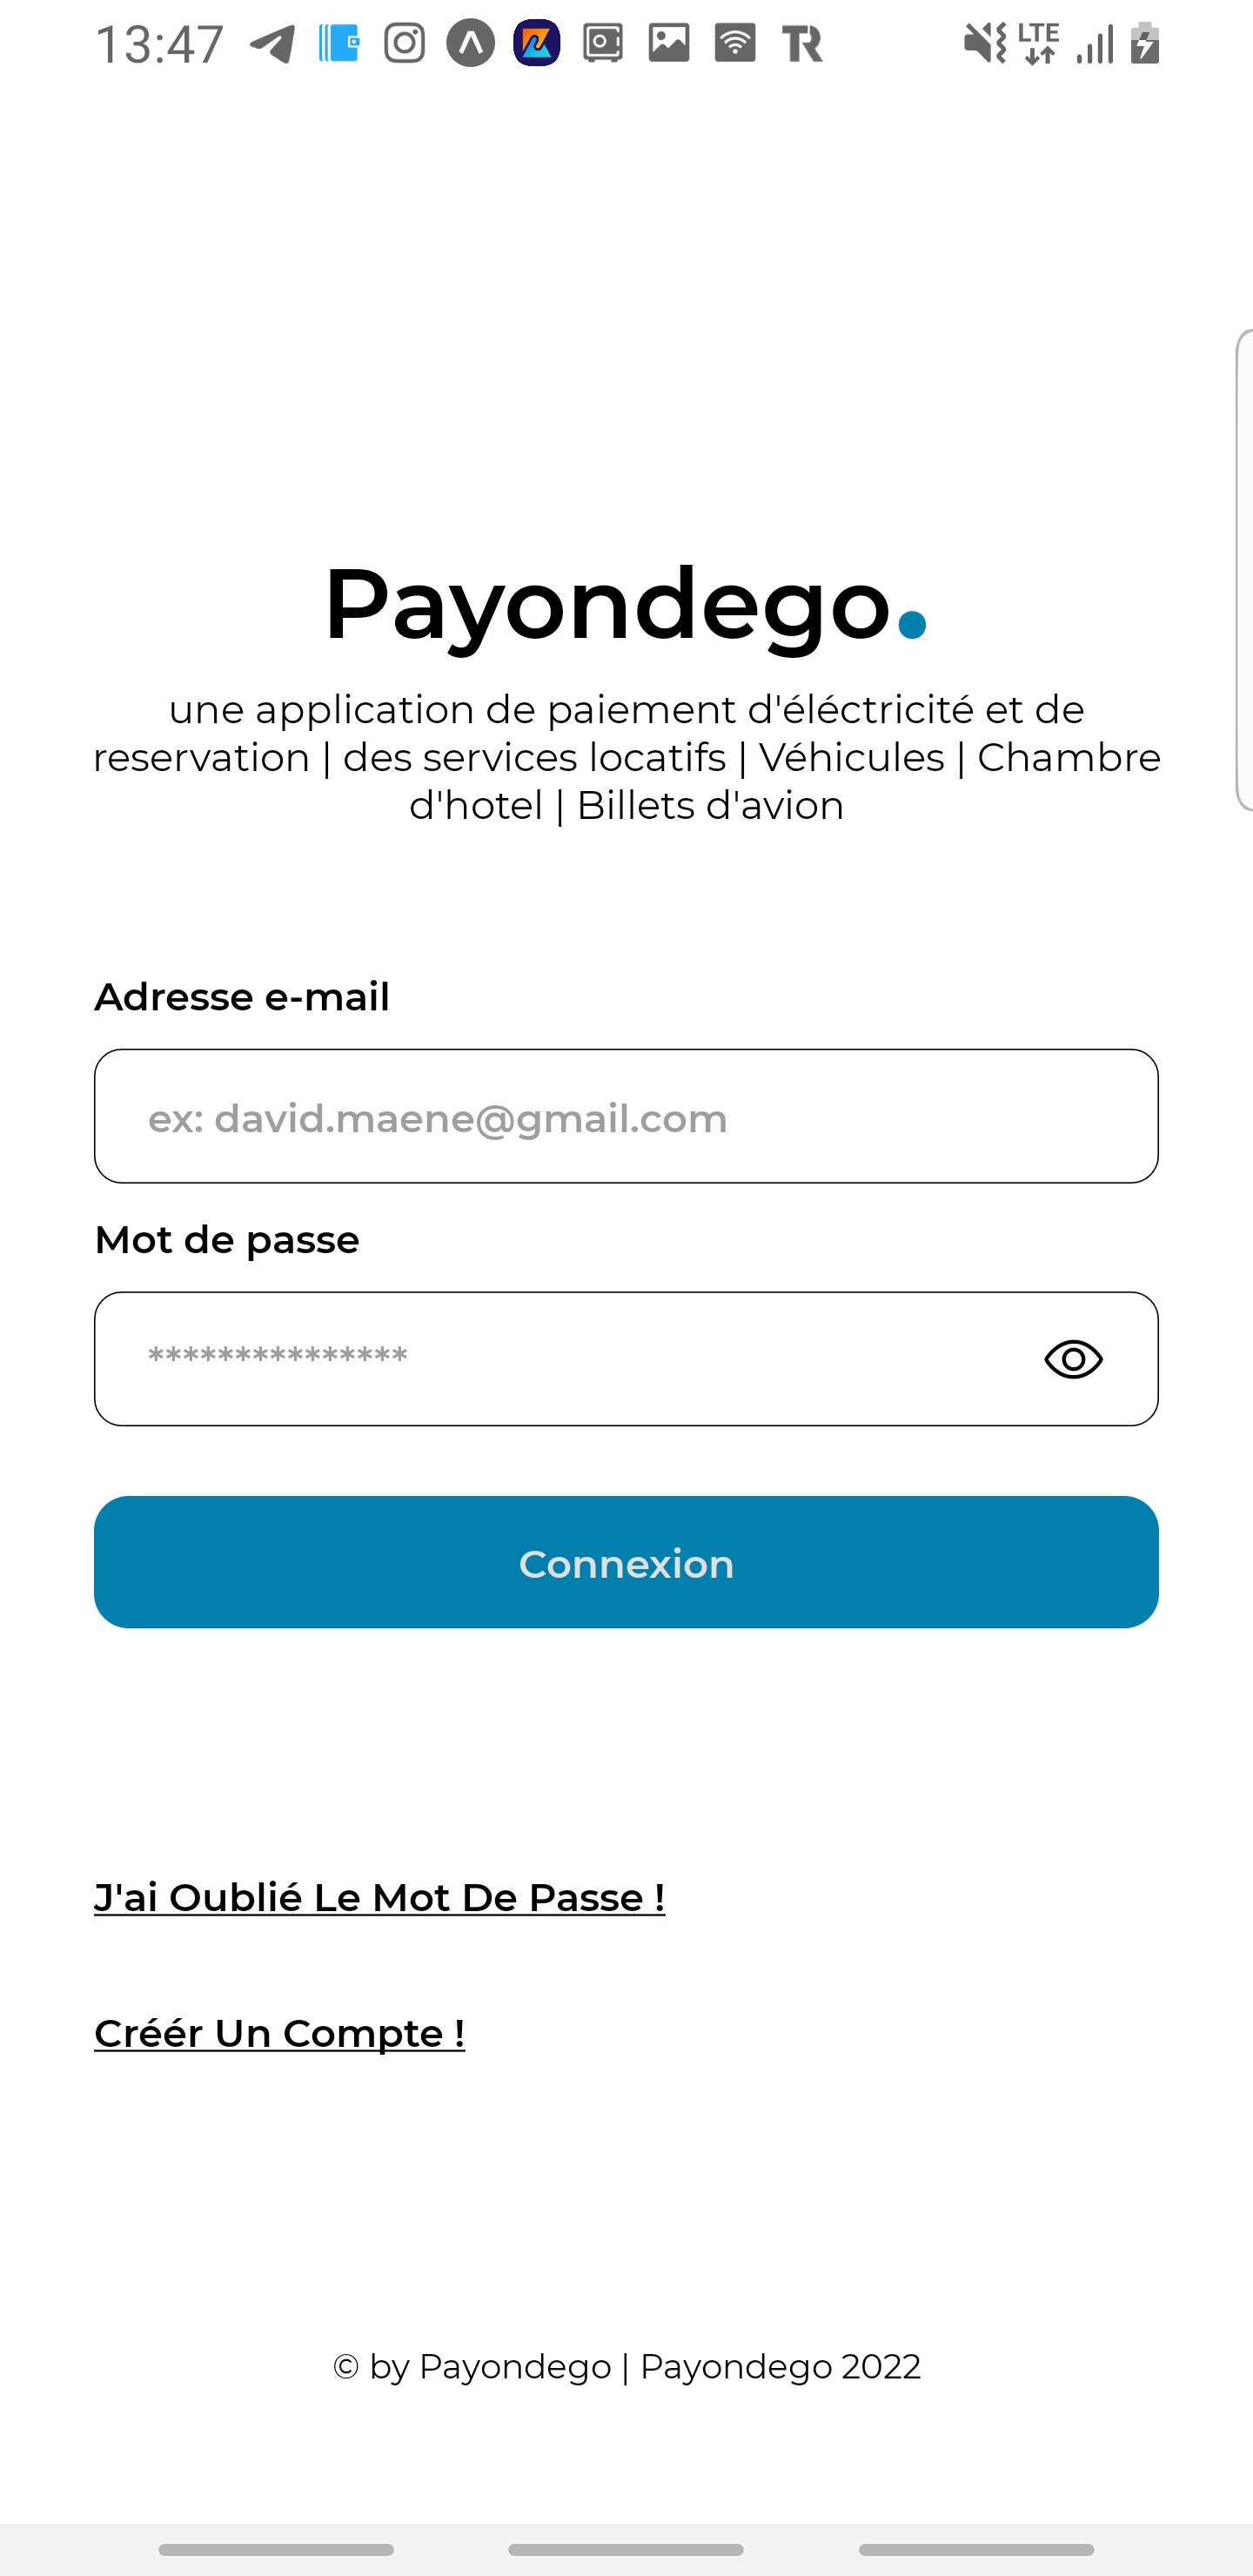 13:47
LTE
Payondego.
une application de paiement d'éléctricité et de
reservation | des services locatifs | Véhicules | Chambre
d'hotel | Billets d'avion
Adresse e-mail
ex: david.maene@gmail.com
Mot de passe
***************
Connexion
J'ai Oublié Le Mot De Passe !
Créér Un Compte !
© by Payondego | Payondego 2022